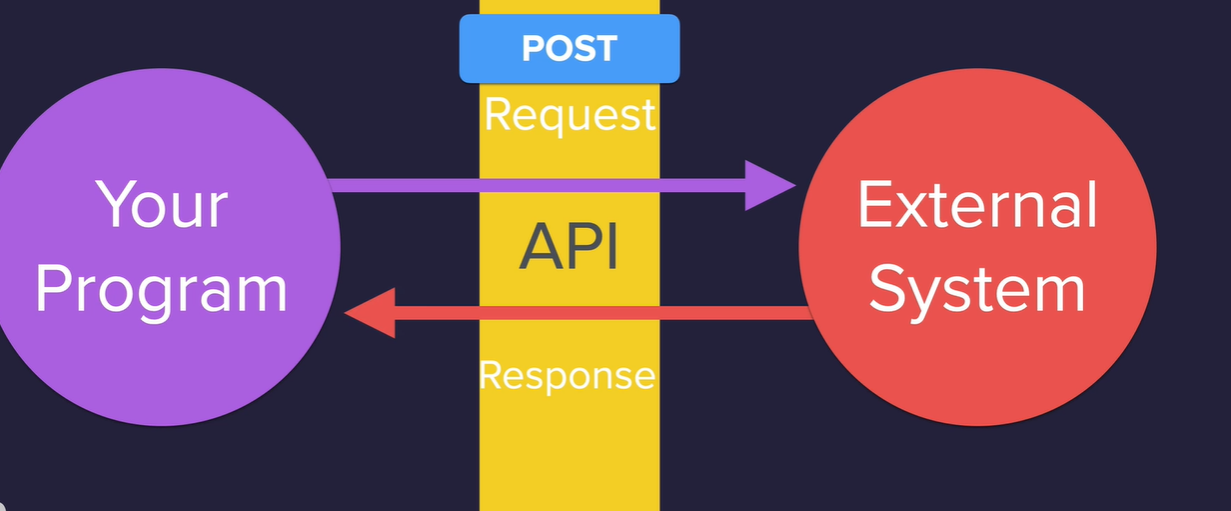 POST
Request
Your
Program
API
External
System
Response